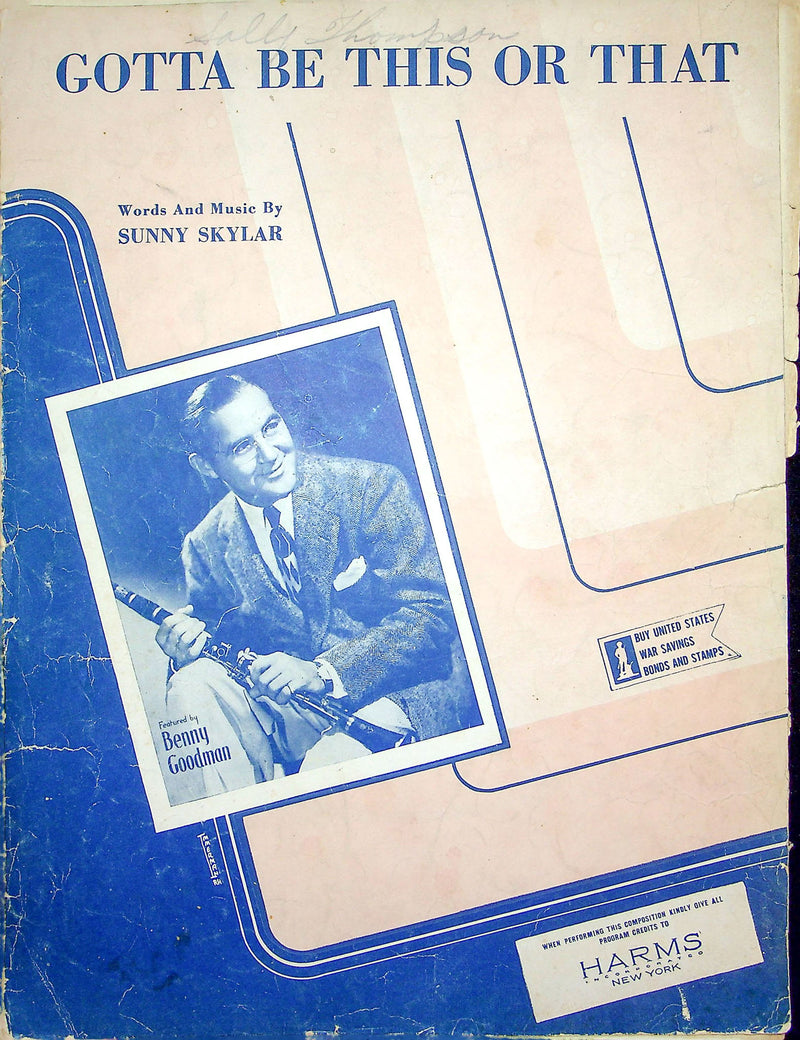 Sally Thompson
GOTTA BE THIS OR THAT
Words And Music By
SUNNY SKYLAR
BUY UNITED STATES
WAR SAVINGS
BONDS AND STAMPS
Featured by
Benny
Goodman
WHEN PERFORMING THIS COMPOSITION KINDLY GIVE ALL
PROGRAM CREDITS TO
HARMS
INCORPORATED
NEW YORK